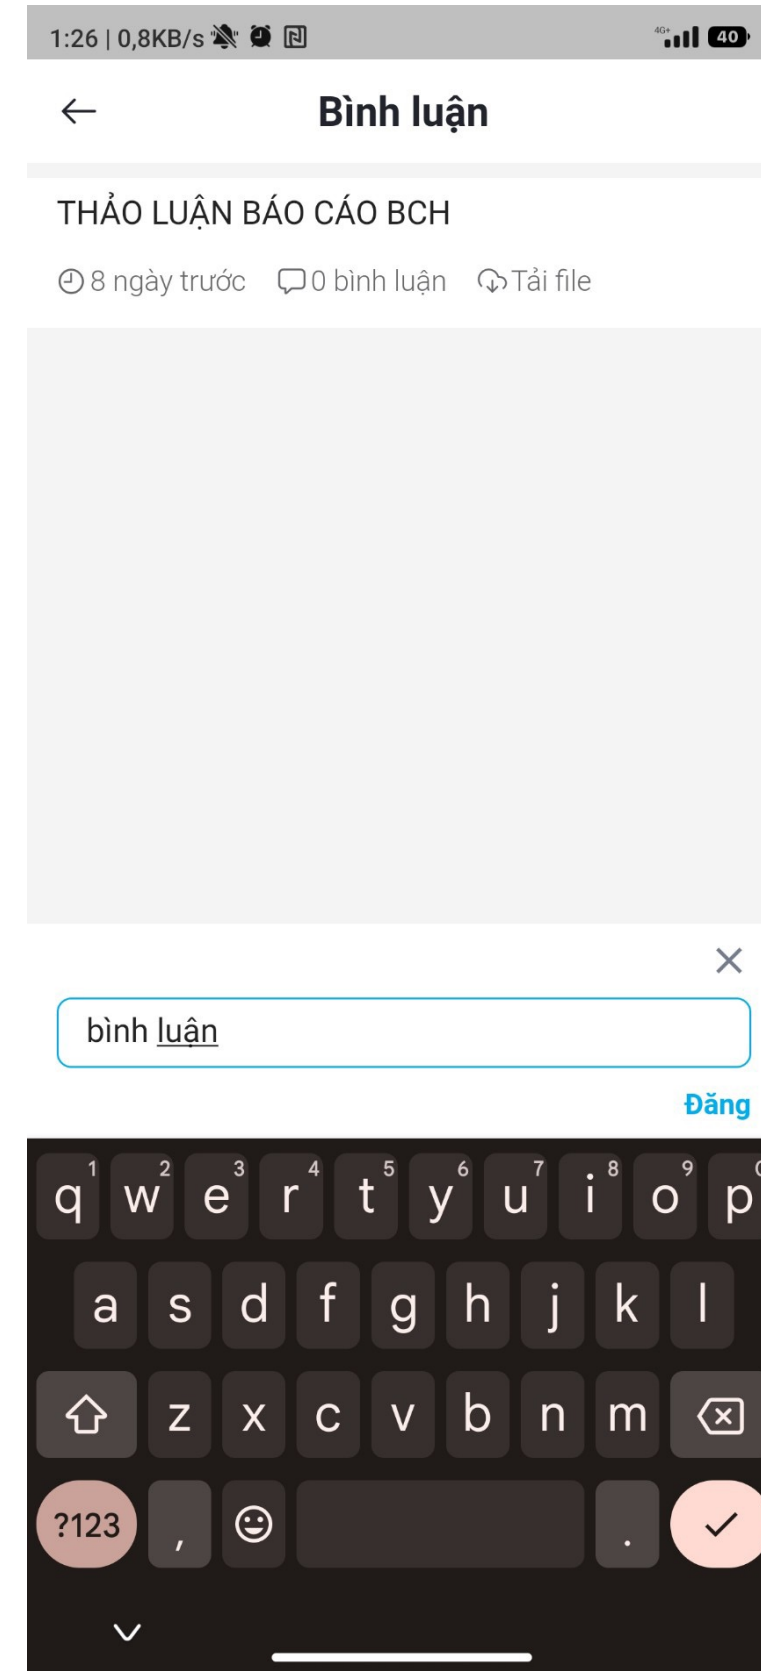 1:26 | 0,8KB/s 4G+ 40
Bình luận
THẢO LUẬN BÁO CÁO BCH
8 ngày trước 0 bình luận Tải file
bình luận
Đăng
1 2 3 4 5 6 7 8 9
q w e r t y u i o p
a s d f g h j k l
z x c v b n m
?123 , .